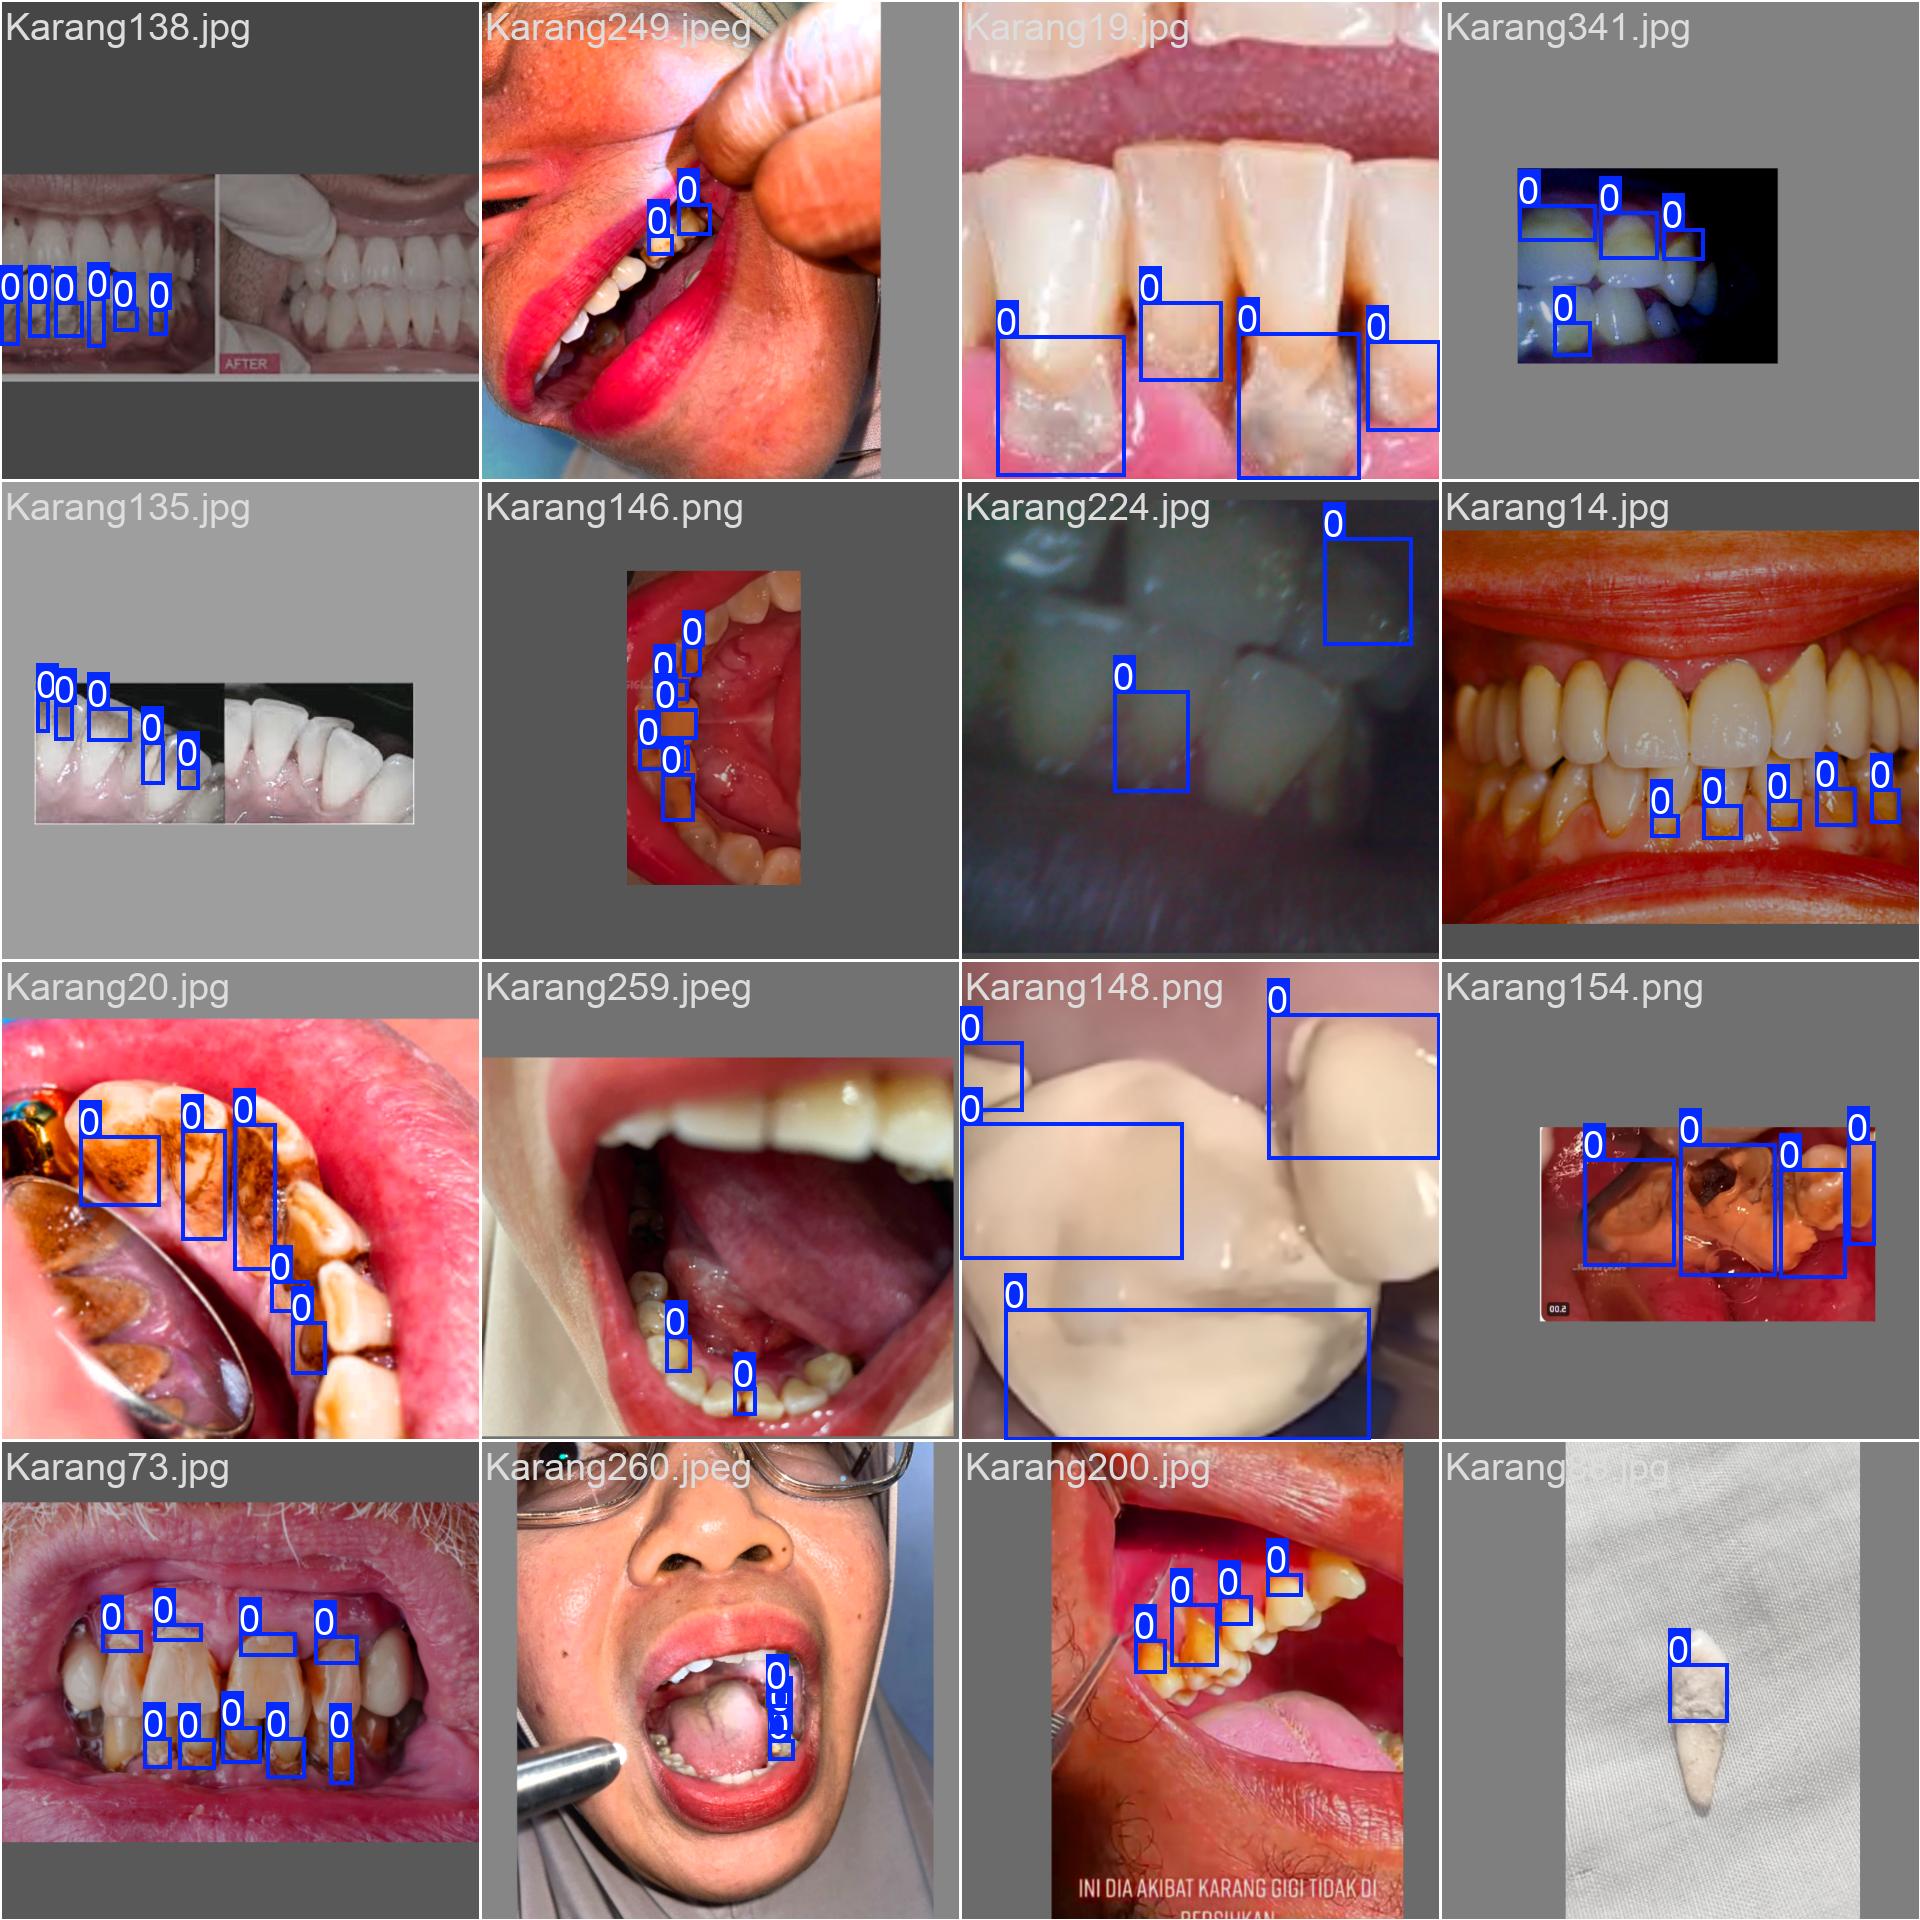 Karang138.jpg
Karang249.jpeg
Karang19.jpg
Karang341.jpg
0 0 0 0 0 0
AFTER
0 0
0 0 0 0
0 0 0 0
Karang135.jpg
Karang146.png
Karang224.jpg
Karang14.jpg
0 0 0 0 0
0 0 0 0 0
0 0
0 0 0 0 0
Karang20.jpg
Karang259.jpeg
Karang148.png
Karang154.png
0 0 0 0 0
0 0
0 0 0 0
0 0 0 0
00.2
Karang73.jpg
Karang260.jpeg
Karang200.jpg
Karang .jpg
0 0 0 0
0 0 0 0 0
0
0 0 0 0
INI DIA AKIBAT KARANG GIGI TIDAK DI
BERSIHKAN
0